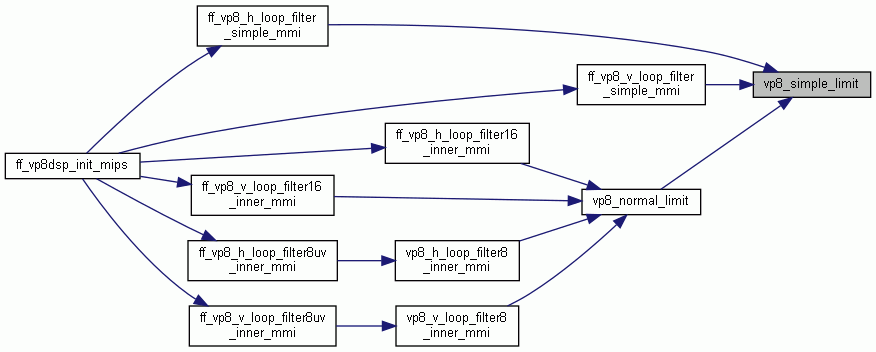 ff_vp8_h_loop_filter
_simple_mmi
ff_vp8_v_loop_filter
_simple_mmi
vp8_simple_limit
ff_vp8_h_loop_filter16
_inner_mmi
ff_vp8dsp_init_mips
ff_vp8_v_loop_filter16
_inner_mmi
vp8_normal_limit
ff_vp8_h_loop_filter8uv
_inner_mmi
vp8_h_loop_filter8
_inner_mmi
ff_vp8_v_loop_filter8uv
_inner_mmi
vp8_v_loop_filter8
_inner_mmi